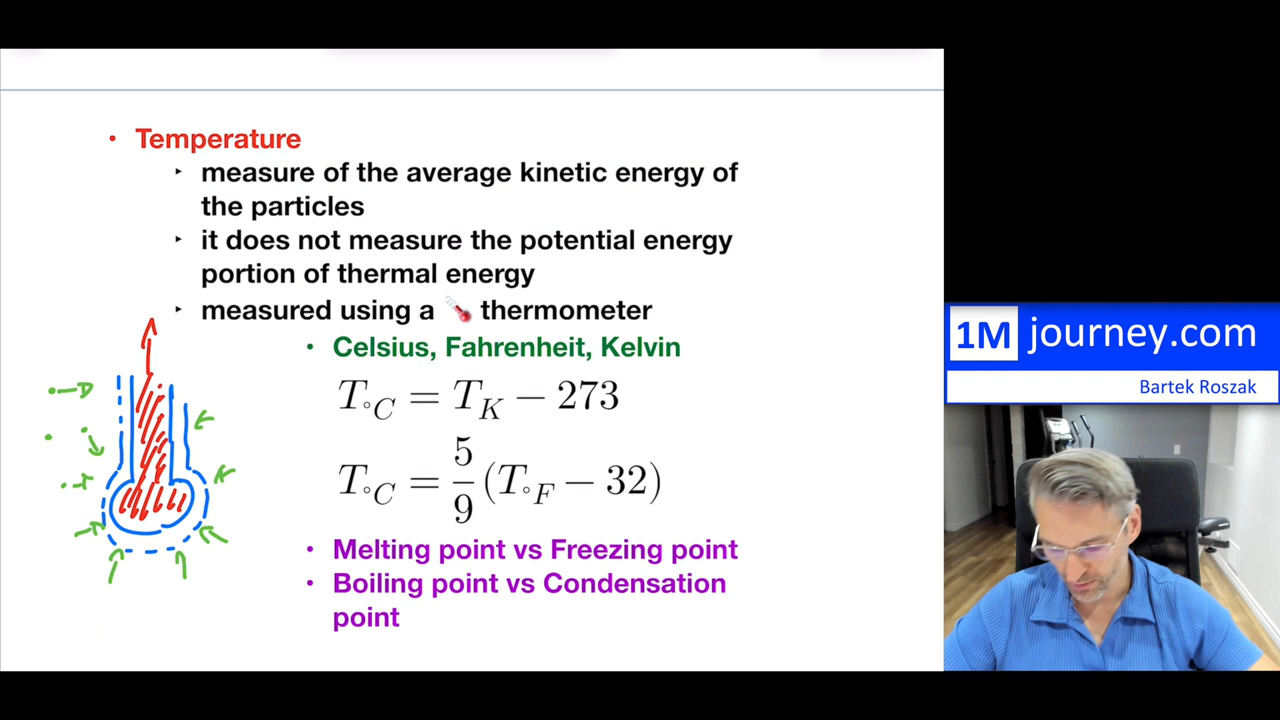 • Temperature
‣ measure of the average kinetic energy of
the particles
‣ it does not measure the potential energy
portion of thermal energy
‣ measured using a 🌡 thermometer
• Celsius, Fahrenheit, Kelvin
T°C = TK − 273
T°C = 5/9 (T°F − 32)
• Melting point vs Freezing point
• Boiling point vs Condensation
point
1M journey.com
Bartek Roszak